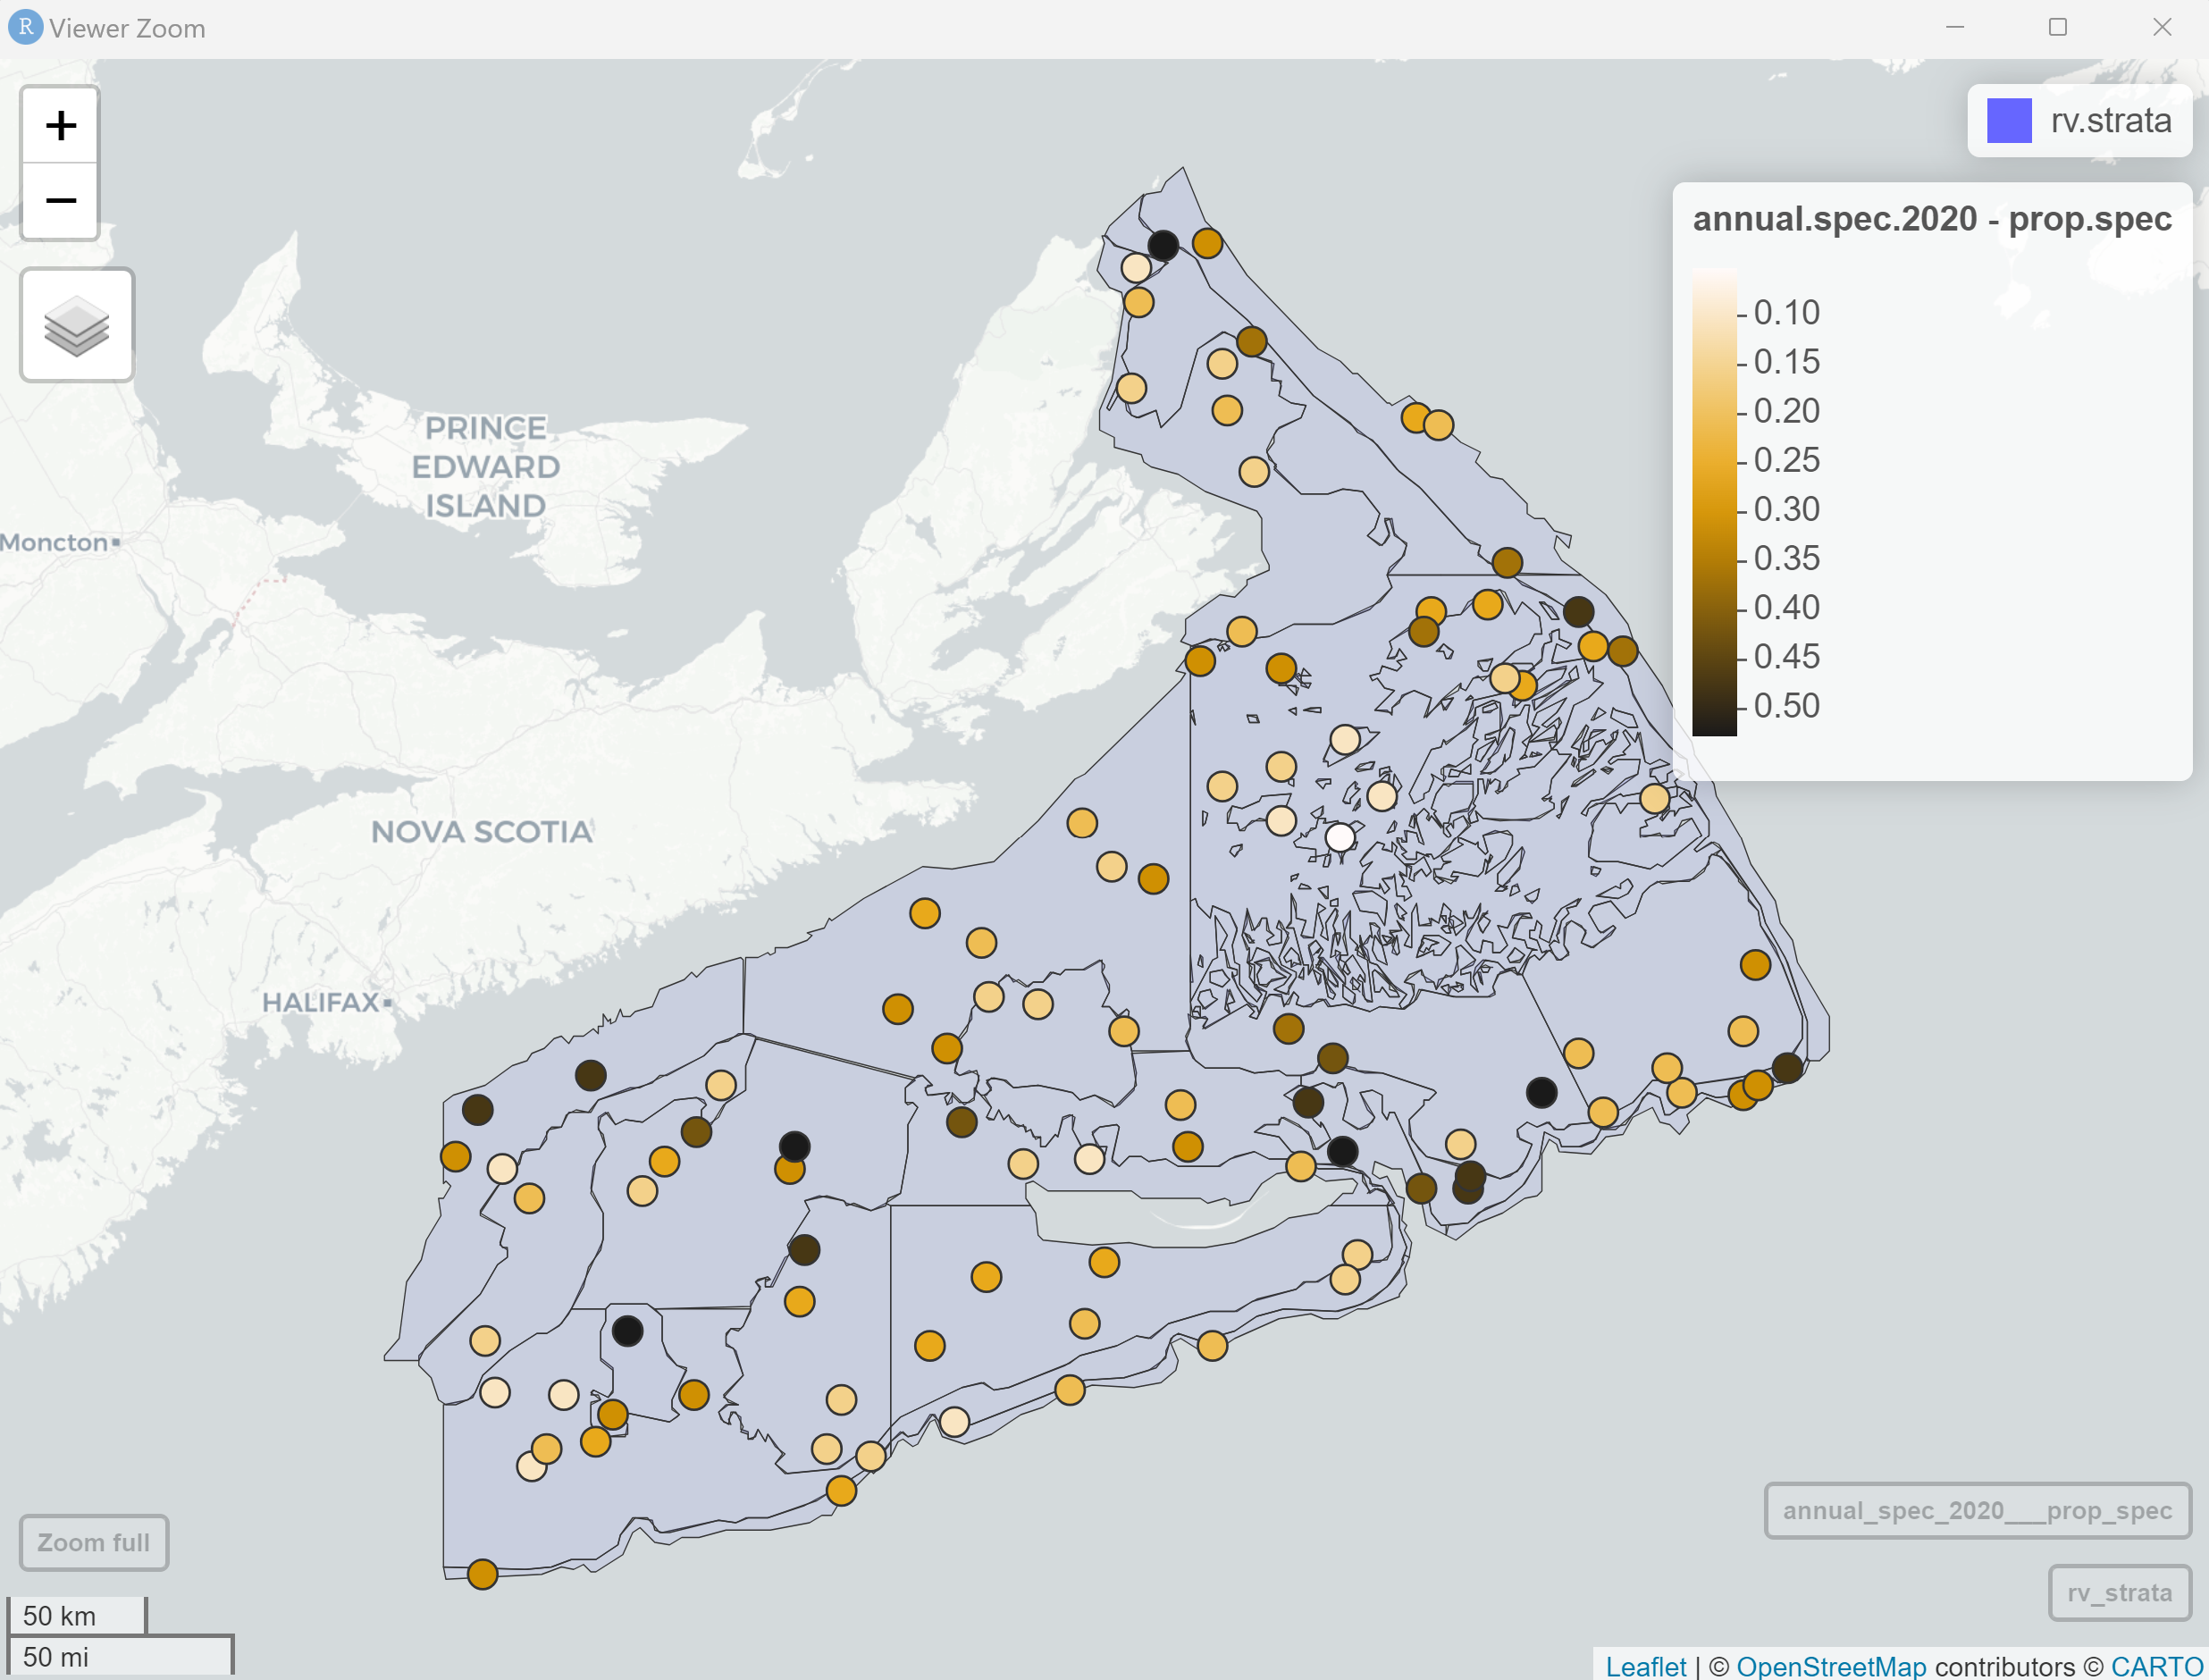 R Viewer Zoom
+
−
rv.strata
annual.spec.2020 - prop.spec
0.10
0.15
0.20
0.25
0.30
0.35
0.40
0.45
0.50
PRINCE
EDWARD
ISLAND
Moncton
NOVA SCOTIA
HALIFAX
annual_spec_2020___prop_spec
Zoom full
rv_strata
50 km
50 mi
Leaflet | © OpenStreetMap contributors © CARTO